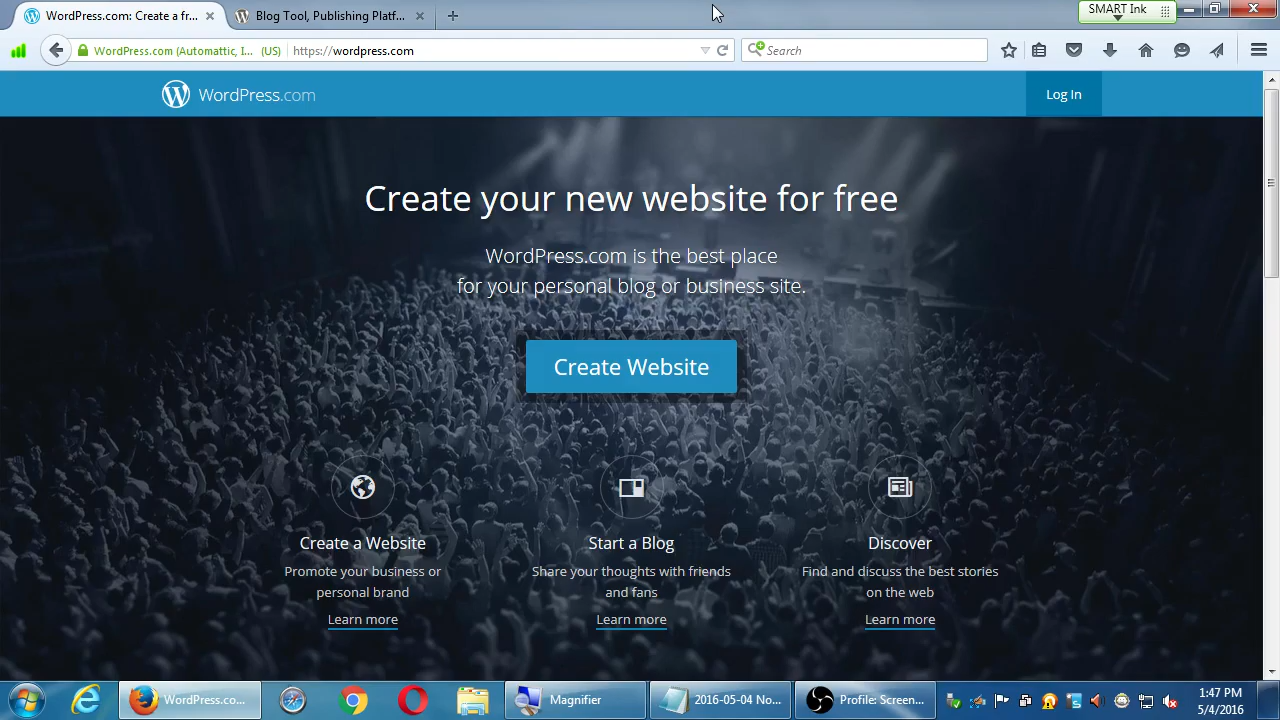 WordPress.com: Create a fr...
Blog Tool, Publishing Platf...
SMART Ink
WordPress.com (Automattic, I... (US)
https://wordpress.com
Search
WordPress.com
Log In
Create your new website for free
WordPress.com is the best place
for your personal blog or business site.
Create Website
Create a Website
Promote your business or
personal brand
Learn more
Start a Blog
Share your thoughts with friends
and fans
Learn more
Discover
Find and discuss the best stories
on the web
Learn more
WordPress.co...
Magnifier
2016-05-04 No...
Profile: Screen...
1:47 PM
5/4/2016